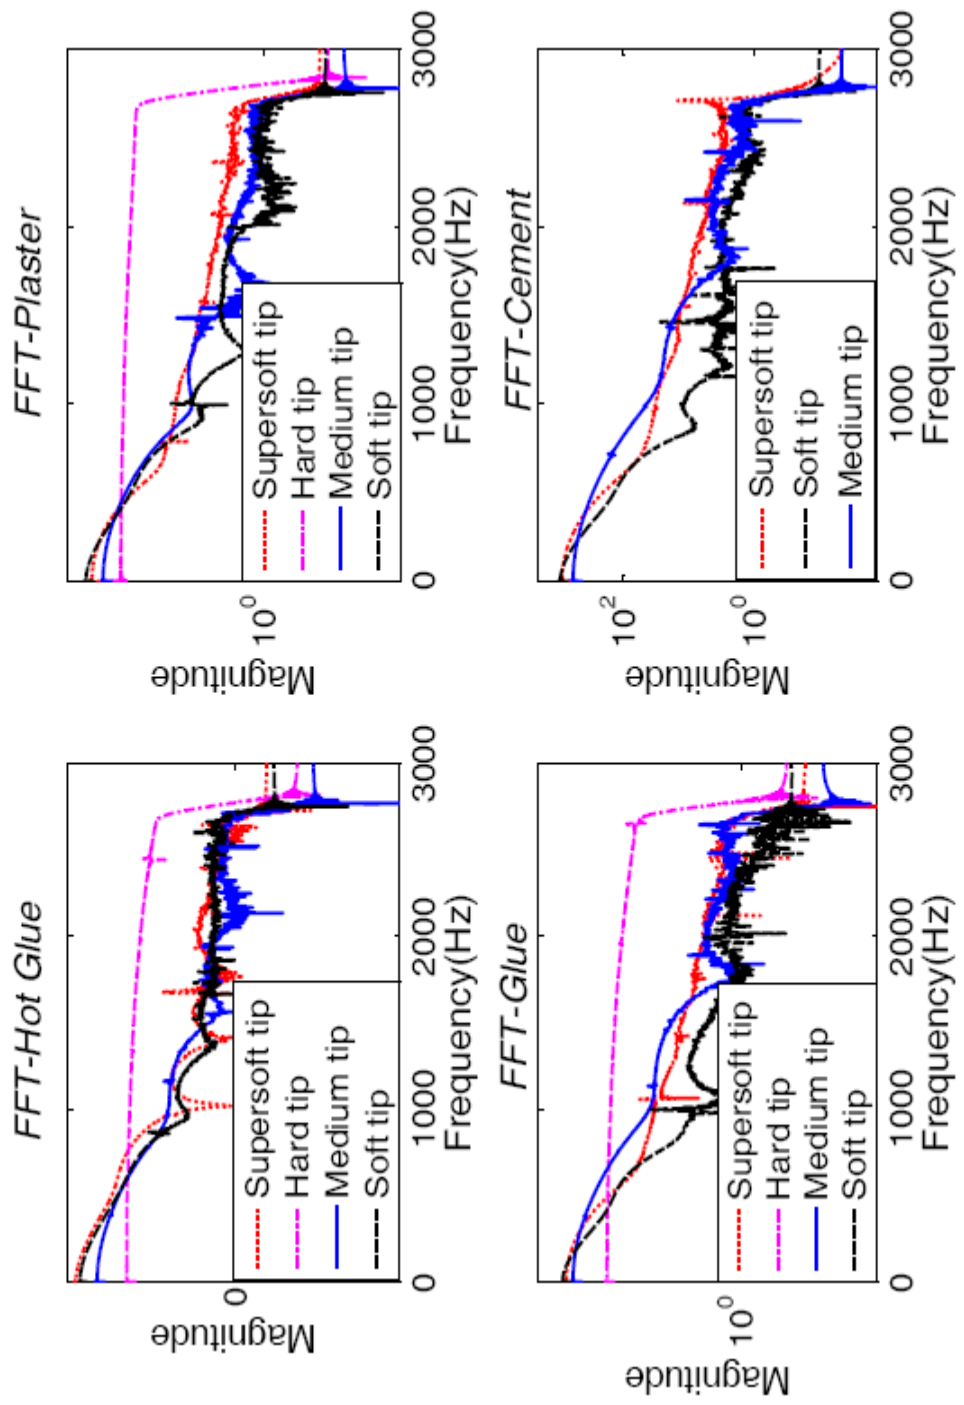 FFT-Hot Glue
Magnitude
0
Supersoft tip
Hard tip
Medium tip
Soft tip
0
1000
2000
3000
Frequency(Hz)
FFT-Plaster
Magnitude
10^0
Supersoft tip
Hard tip
Medium tip
Soft tip
0
1000
2000
3000
Frequency(Hz)
FFT-Glue
Magnitude
10^0
Supersoft tip
Hard tip
Medium tip
Soft tip
0
1000
2000
3000
Frequency(Hz)
FFT-Cement
Magnitude
10^2
10^0
Supersoft tip
Soft tip
Medium tip
0
1000
2000
3000
Frequency(Hz)